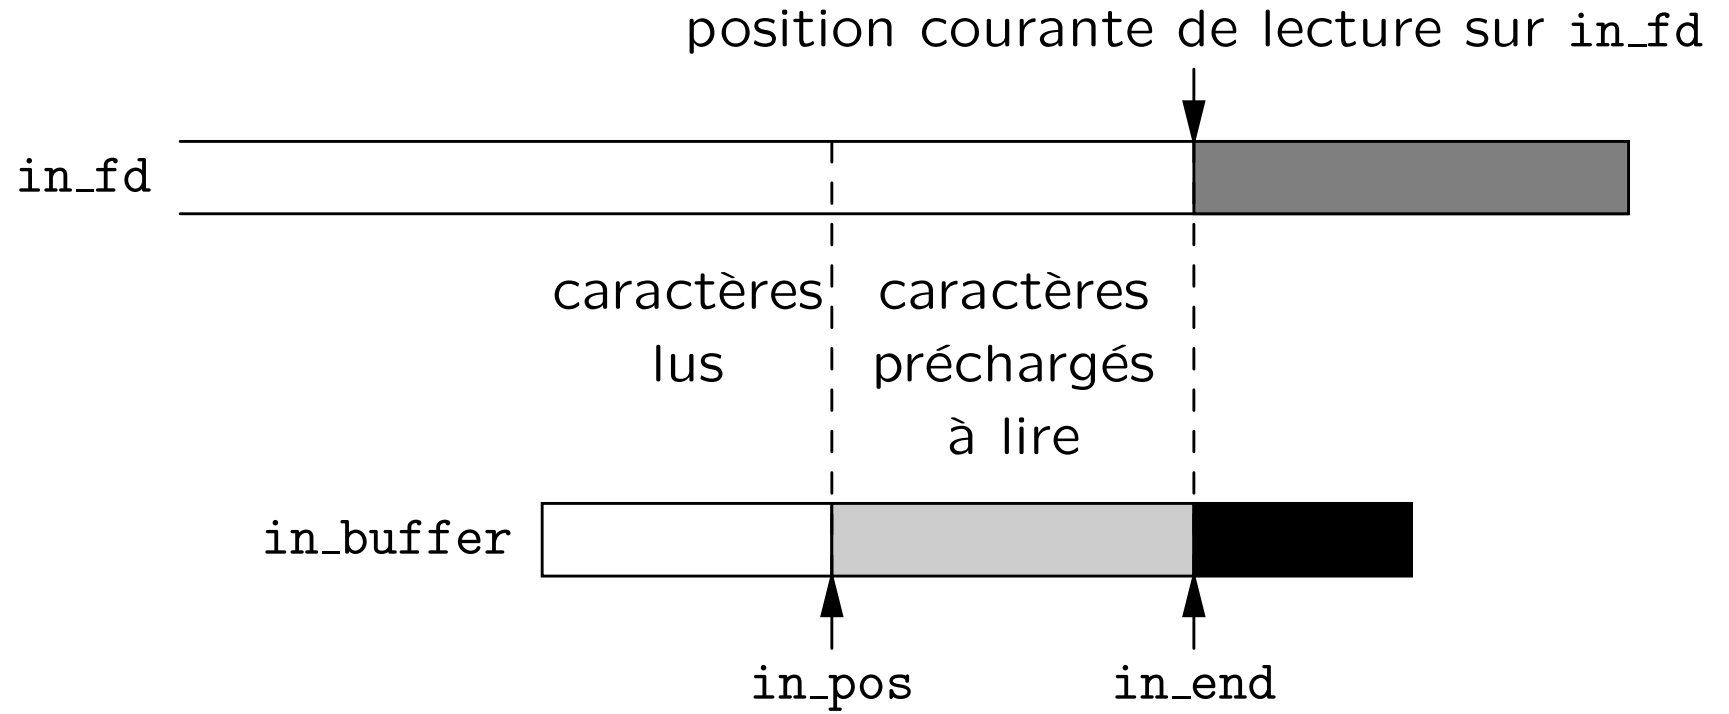 position courante de lecture sur in_fd
in_fd
caractères
lus
caractères
préchargés
à lire
in_buffer
in_pos
in_end